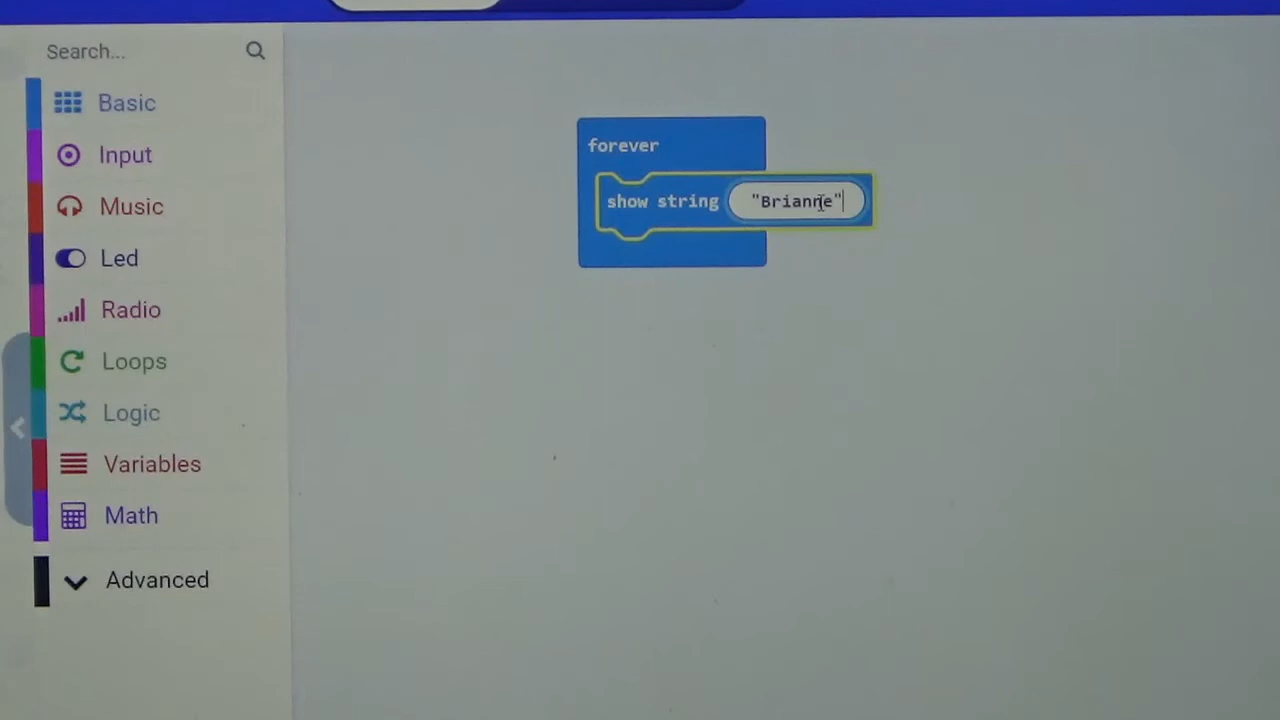 Search...
Basic
Input
Music
Led
Radio
Loops
Logic
Variables
Math
Advanced
forever
show string "Brianne"